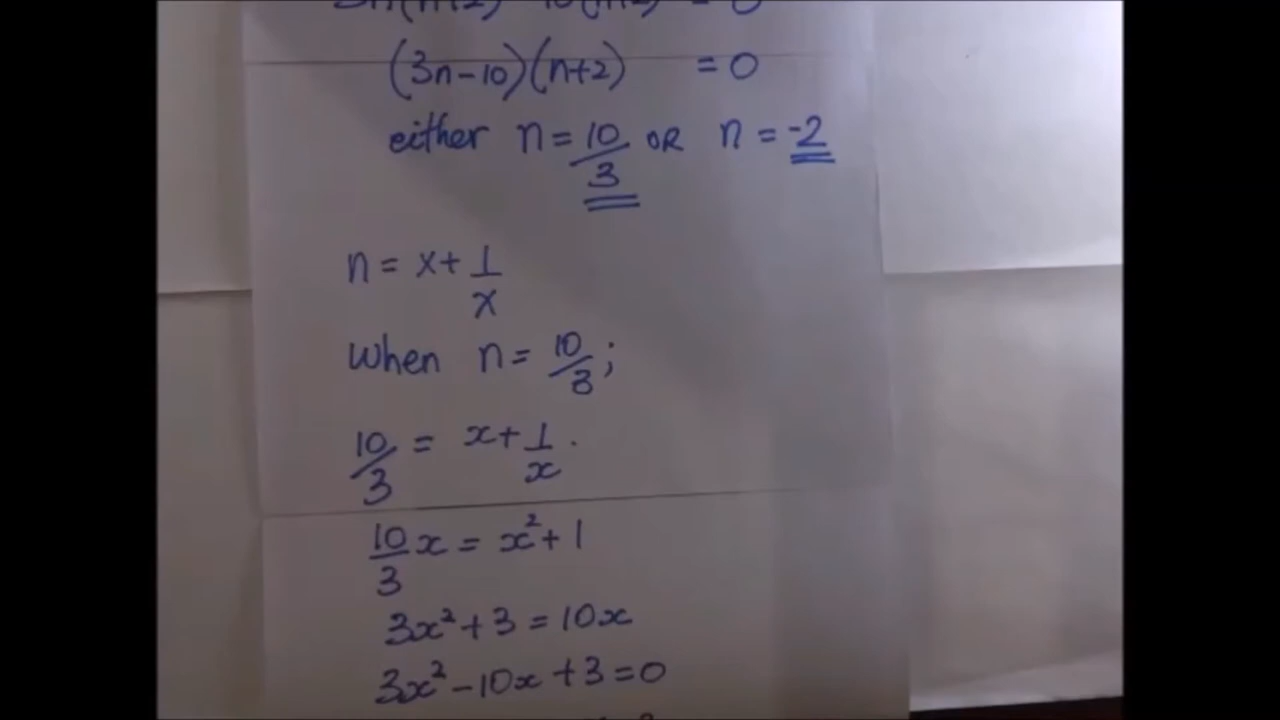 (3n-10)(n+2) = 0
either n = 10/3 OR n = -2
n = x + 1/x
When n = 10/3;
10/3 = x + 1/x .
10/3 x = x² + 1
3x² + 3 = 10x
3x² - 10x + 3 = 0